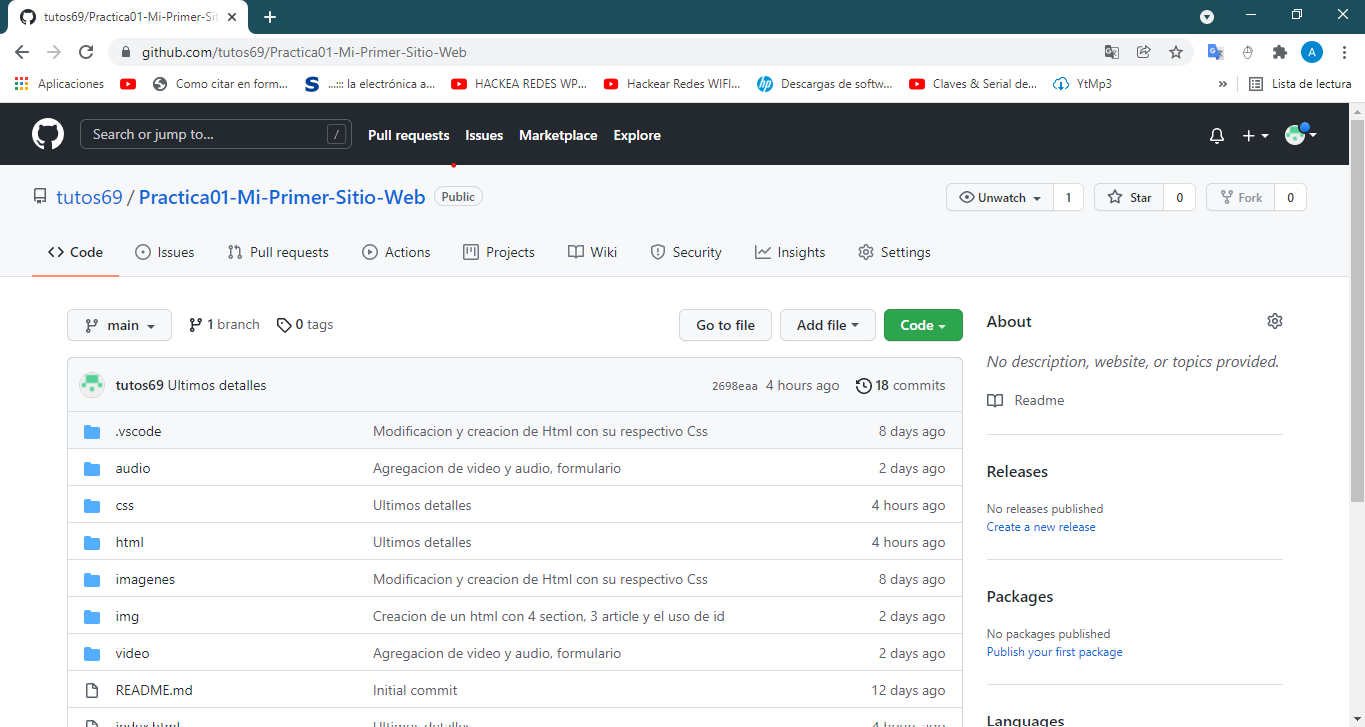 tutos69/Practica01-Mi-Primer-Sit
github.com/tutos69/Practica01-Mi-Primer-Sitio-Web
A
Aplicaciones
Como citar en form...
S
...::: la electrónica a...
HACKEA REDES WP...
Hackear Redes WIFI...
hp
Descargas de softw...
Claves & Serial de...
YtMp3
»
Lista de lectura
Search or jump to...
/
Pull requests
Issues
Marketplace
Explore
tutos69 / Practica01-Mi-Primer-Sitio-Web
Public
Unwatch
1
Star
0
Fork
0
Code
Issues
Pull requests
Actions
Projects
Wiki
Security
Insights
Settings
main
1 branch
0 tags
Go to file
Add file
Code
tutos69 Ultimos detalles
2698eaa 4 hours ago
18 commits
.vscode Modificacion y creacion de Html con su respectivo Css 8 days ago
audio Agregacion de video y audio, formulario 2 days ago
css Ultimos detalles 4 hours ago
html Ultimos detalles 4 hours ago
imagenes Modificacion y creacion de Html con su respectivo Css 8 days ago
img Creacion de un html con 4 section, 3 article y el uso de id 2 days ago
video Agregacion de video y audio, formulario 2 days ago
README.md Initial commit 12 days ago
index.html Ultimos detalles 4 hours ago
About
No description, website, or topics provided.
Readme
Releases
No releases published
Create a new release
Packages
No packages published
Publish your first package
Languages